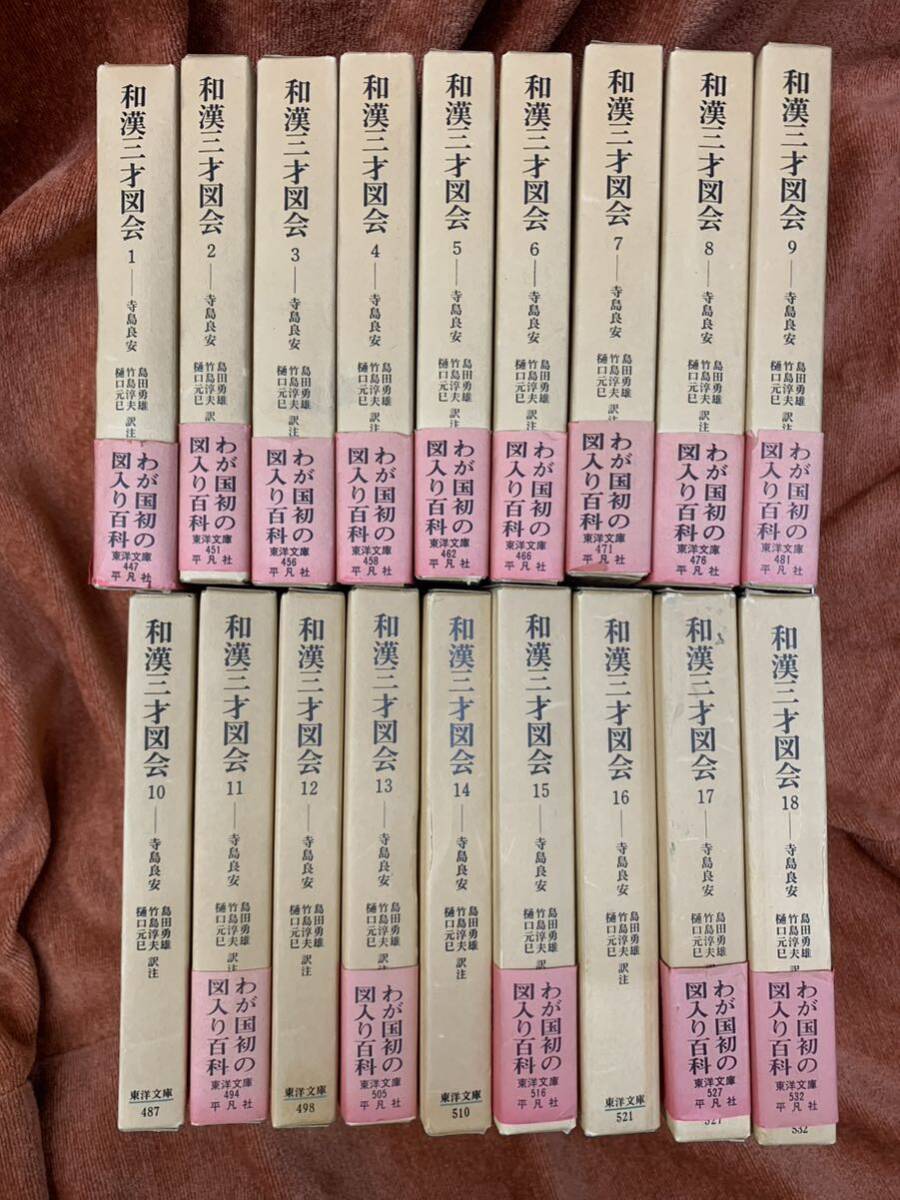 和漢三才図会 1 ── 寺島良安
島田勇雄
竹島淳夫
樋口元巳
訳注
わが国初の
図入り百科
東洋文庫
447
平凡社
和漢三才図会 2 ── 寺島良安
島田勇雄
竹島淳夫
樋口元巳
わが国初の
図入り百科
東洋文庫
451
平凡社
和漢三才図会 3 ── 寺島良安
島田勇雄
竹島淳夫
樋口元巳
訳注
わが国初の
図入り百科
東洋文庫
456
平凡社
和漢三才図会 4 ── 寺島良安
島田勇雄
竹島淳夫
樋口元巳
訳注
わが国初の
図入り百科
東洋文庫
458
平凡社
和漢三才図会 5 ── 寺島良安
島田勇雄
竹島淳夫
樋口元巳
訳注
わが国初の
図入り百科
東洋文庫
462
平凡社
和漢三才図会 6 ── 寺島良安
島田勇雄
竹島淳夫
樋口元巳
訳注
わが国初の
図入り百科
東洋文庫
466
平凡社
和漢三才図会 7 ── 寺島良安
島田勇雄
竹島淳夫
樋口元巳
訳注
わが国初の
図入り百科
東洋文庫
471
平凡社
和漢三才図会 8 ── 寺島良安
島田勇雄
竹島淳夫
樋口元巳
訳注
わが国初の
図入り百科
東洋文庫
476
平凡社
和漢三才図会 9 ── 寺島良安
島田勇雄
竹島淳夫
樋口元巳
訳注
わが国初の
図入り百科
東洋文庫
481
平凡社
和漢三才図会 10 ── 寺島良安
島田勇雄
竹島淳夫
樋口元巳
訳注
東洋文庫
487
和漢三才図会 11 ── 寺島良安
島田勇雄
竹島淳夫
樋口元巳
訳注
わが国初の
図入り百科
東洋文庫
494
平凡社
和漢三才図会 12 ── 寺島良安
島田勇雄
竹島淳夫
樋口元巳
訳注
東洋文庫
498
和漢三才図会 13 ── 寺島良安
島田勇雄
竹島淳夫
樋口元巳
訳注
わが国初の
図入り百科
東洋文庫
505
平凡社
和漢三才図会 14 ── 寺島良安
島田勇雄
竹島淳夫
樋口元巳
訳注
東洋文庫
510
和漢三才図会 15 ── 寺島良安
島田勇雄
竹島淳夫
樋口元巳
訳注
わが国初の
図入り百科
東洋文庫
516
平凡社
和漢三才図会 16 ── 寺島良安
島田勇雄
竹島淳夫
樋口元巳
訳注
東洋文庫
521
和漢三才図会 17 ── 寺島良安
島田勇雄
竹島淳夫
樋口元巳
訳注
わが国初の
図入り百科
東洋文庫
527
平凡社
527
和漢三才図会 18 ── 寺島良安
島田勇雄
竹島淳夫
樋口元巳
訳注
わが国初の
図入り百科
東洋文庫
532
平凡社
532